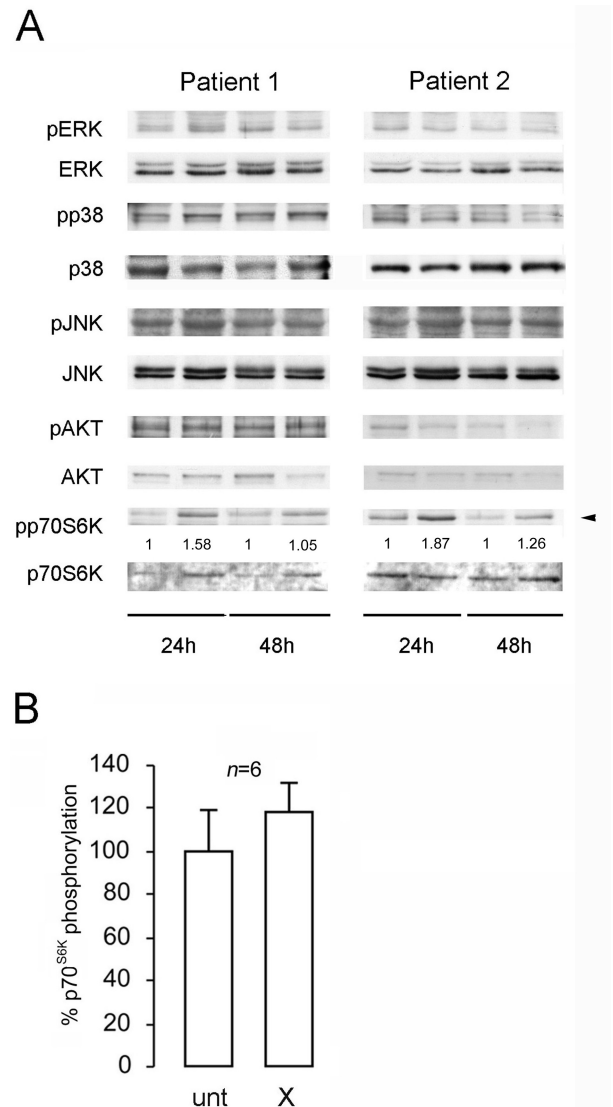 A
Patient 1 Patient 2
pERK
ERK
pp38
p38
pJNK
JNK
pAKT
AKT
pp70S6K
1 1.58 1 1.05 1 1.87 1 1.26
p70S6K
24h 48h 24h 48h
B
140
120
100
80
60
40
20
0
% p70S6K phosphorylation
n=6
unt X